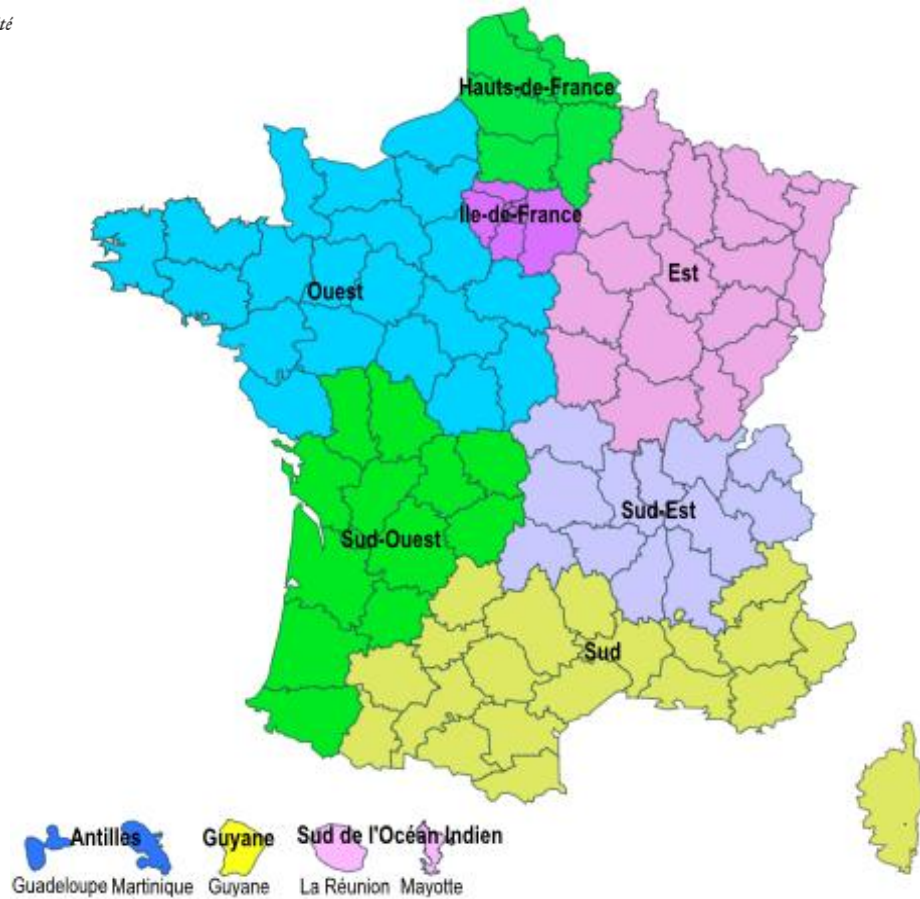 té
Hauts-de-France
Île-de-France
Est
Ouest
Sud-Est
Sud-Ouest
Sud
Antilles Guyane Sud de l'Océan Indien
Guadeloupe Martinique Guyane La Réunion Mayotte